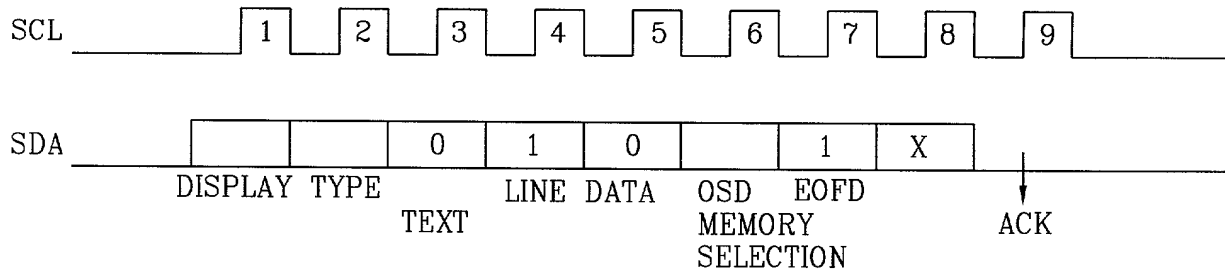 SCL 1 2 3 4 5 6 7 8 9
SDA 0 1 0 1 X
DISPLAY TYPE LINE DATA OSD EOFD
TEXT MEMORY ACK
SELECTION